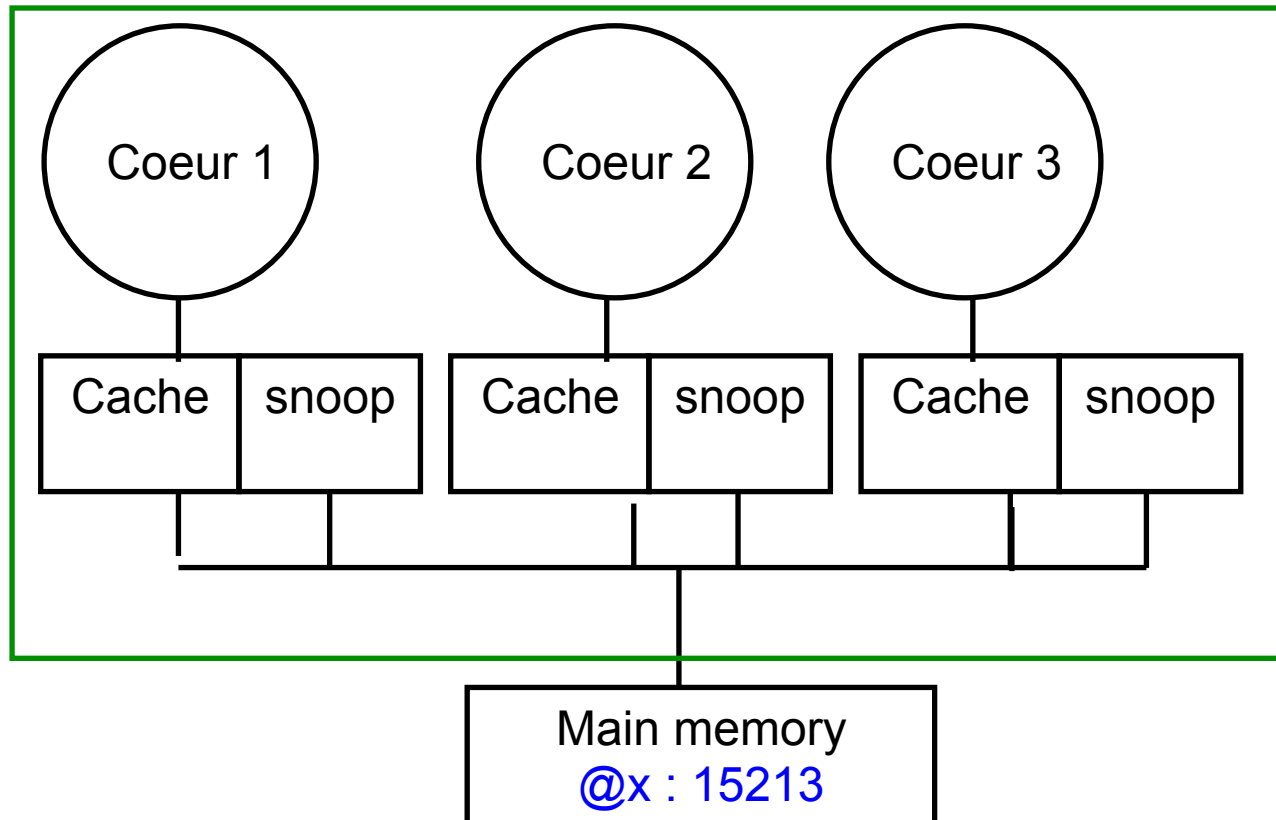 Coeur 1
Coeur 2
Coeur 3
Cache
snoop
Cache
snoop
Cache
snoop
Main memory
@x : 15213